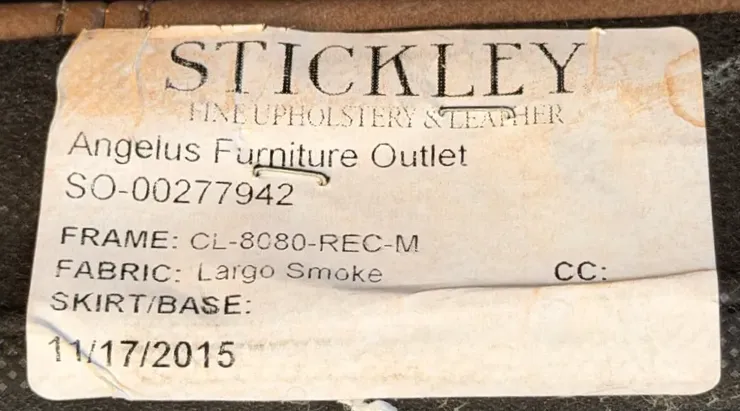 STICKLEY
FINE UPHOLSTERY & LEATHER
Angelus Furniture Outlet
SO-00277942
FRAME: CL-8080-REC-M
FABRIC: Largo Smoke CC:
SKIRT/BASE:
11/17/2015